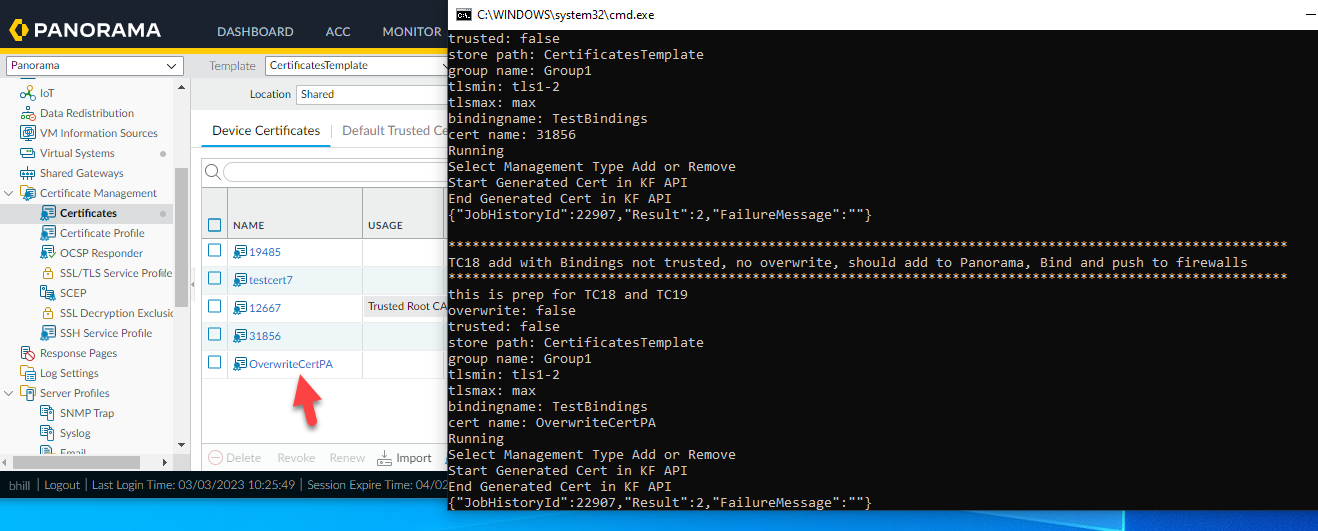 PANORAMA
DASHBOARD
ACC
MONITOR
Panorama
Template
CertificatesTemplate
Location
Shared
IoT
Data Redistribution
VM Information Sources
Virtual Systems
Shared Gateways
Certificate Management
Certificates
Certificate Profile
OCSP Responder
SSL/TLS Service Profile
SCEP
SSL Decryption Exclusio
SSH Service Profile
Response Pages
Log Settings
Server Profiles
SNMP Trap
Syslog
Email
Device Certificates
Default Trusted Ce
NAME
USAGE
19485
testcert7
12667
Trusted Root CA
31856
OverwriteCertPA
Delete
Revoke
Renew
Import
bhill | Logout | Last Login Time: 03/03/2023 10:25:49 | Session Expire Time: 04/02
C:\WINDOWS\system32\cmd.exe
trusted: false
store path: CertificatesTemplate
group name: Group1
tlsmin: tls1-2
tlsmax: max
bindingname: TestBindings
cert name: 31856
Running
Select Management Type Add or Remove
Start Generated Cert in KF API
End Generated Cert in KF API
{"JobHistoryId":22907,"Result":2,"FailureMessage":""}
*********************************************************************************************************
TC18 add with Bindings not trusted, no overwrite, should add to Panorama, Bind and push to firewalls
*********************************************************************************************************
this is prep for TC18 and TC19
overwrite: false
trusted: false
store path: CertificatesTemplate
group name: Group1
tlsmin: tls1-2
tlsmax: max
bindingname: TestBindings
cert name: OverwriteCertPA
Running
Select Management Type Add or Remove
Start Generated Cert in KF API
End Generated Cert in KF API
{"JobHistoryId":22907,"Result":2,"FailureMessage":""}